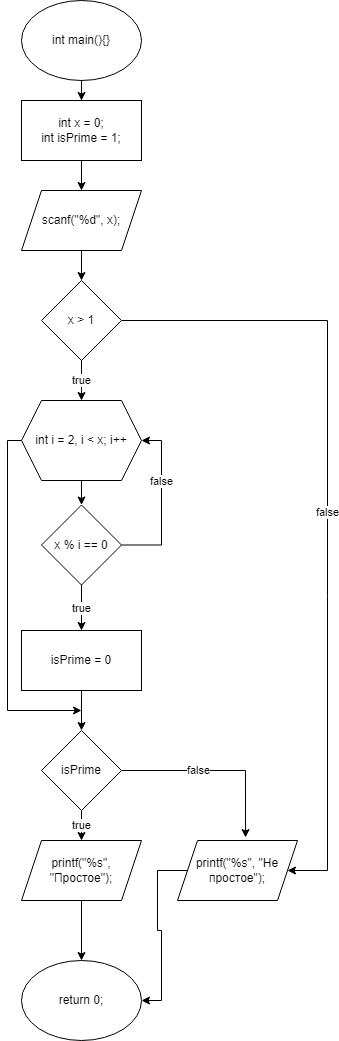 int main(){}
int x = 0;
int isPrime = 1;
scanf("%d", x);
x > 1
true
int i = 2, i < x; i++
false
false
x % i == 0
true
isPrime = 0
isPrime
false
true
printf("%s",
"Простое");
printf("%s", "Не
простое");
return 0;